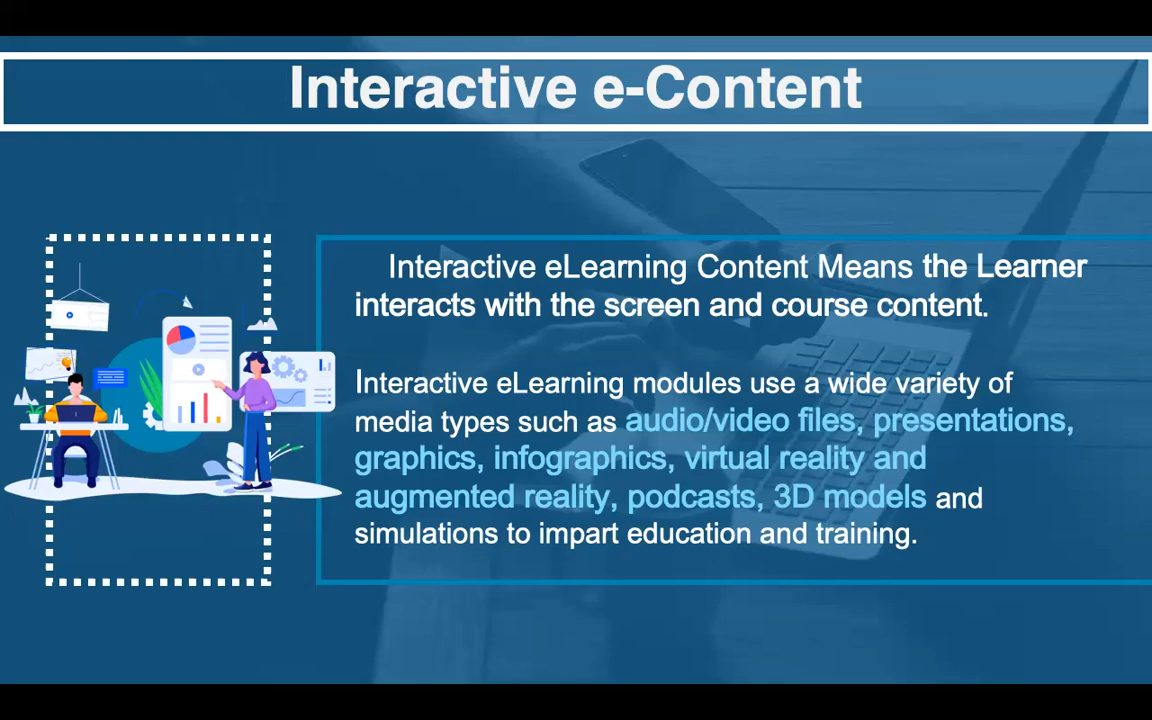 Interactive e-Content
Interactive eLearning Content Means the Learner
interacts with the screen and course content.
Interactive eLearning modules use a wide variety of
media types such as audio/video files, presentations,
graphics, infographics, virtual reality and
augmented reality, podcasts, 3D models and
simulations to impart education and training.